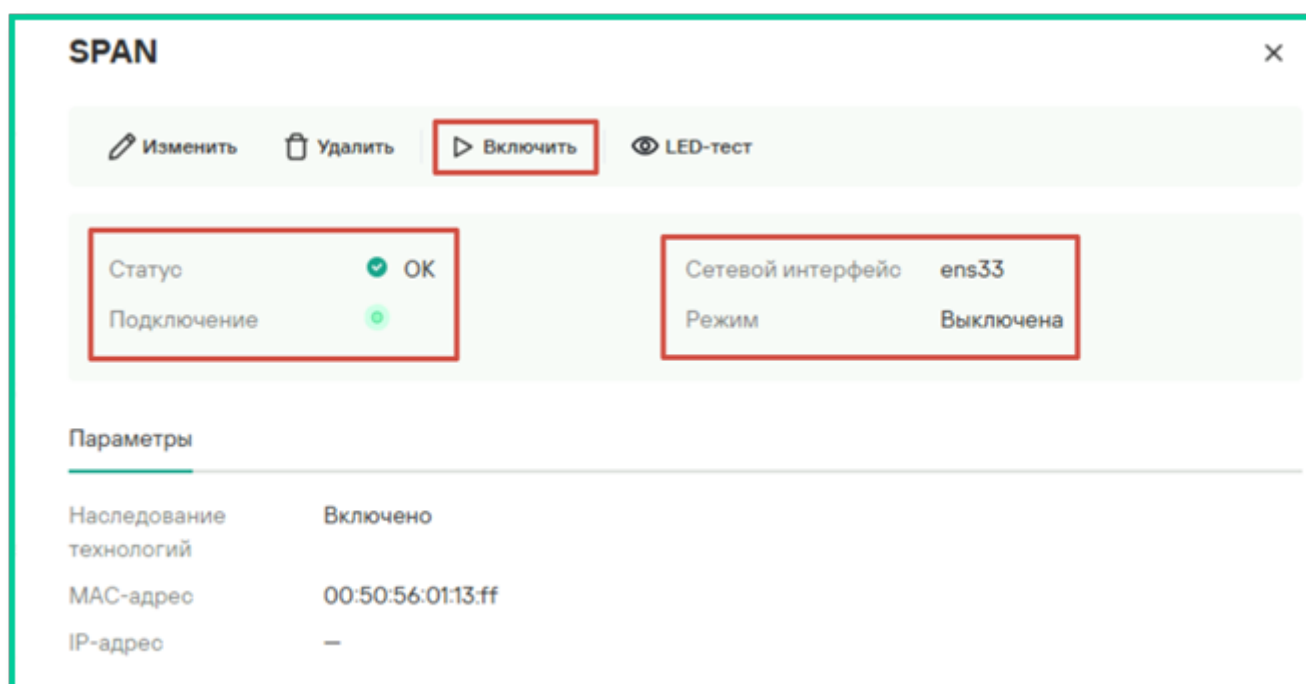 SPAN
Изменить Удалить Включить LED-тест
Статус OK Сетевой интерфейс ens33
Подключение Режим Выключена
Параметры
Наследование Включено
технологий
MAC-адрес 00:50:56:01:13:ff
IP-адрес —